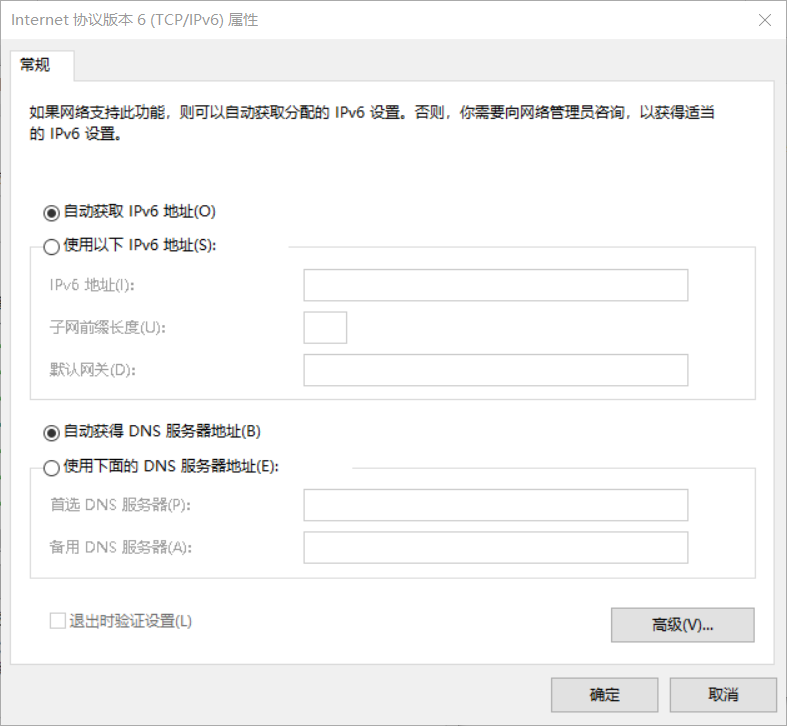 Internet 协议版本 6 (TCP/IPv6) 属性
常规
如果网络支持此功能，则可以自动获取分配的 IPv6 设置。否则，你需要向网络管理员咨询，以获得适当
的 IPv6 设置。
自动获取 IPv6 地址(O)
使用以下 IPv6 地址(S):
IPv6 地址(I):
子网前缀长度(U):
默认网关(D):
自动获得 DNS 服务器地址(B)
使用下面的 DNS 服务器地址(E):
首选 DNS 服务器(P):
备用 DNS 服务器(A):
退出时验证设置(L)
高级(V)...
确定
取消